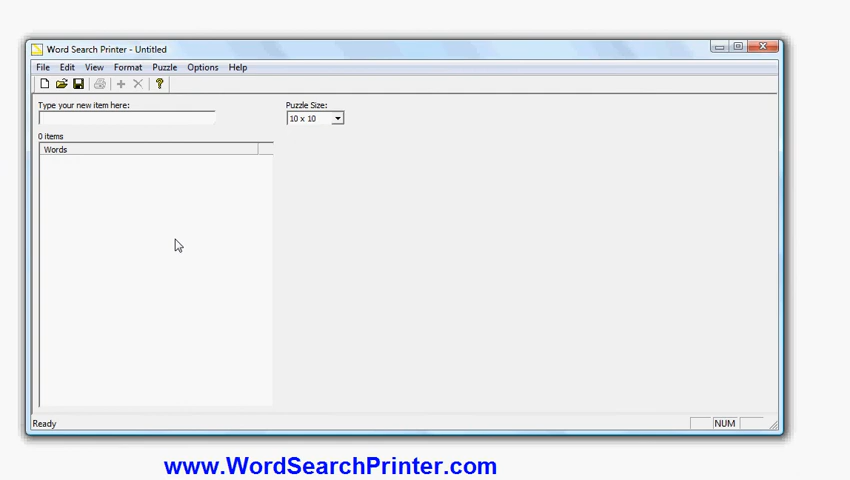 Word Search Printer - Untitled
File Edit View Format Puzzle Options Help
Type your new item here:
Puzzle Size:
10 x 10
0 items
Words
Ready
NUM
www.WordSearchPrinter.com